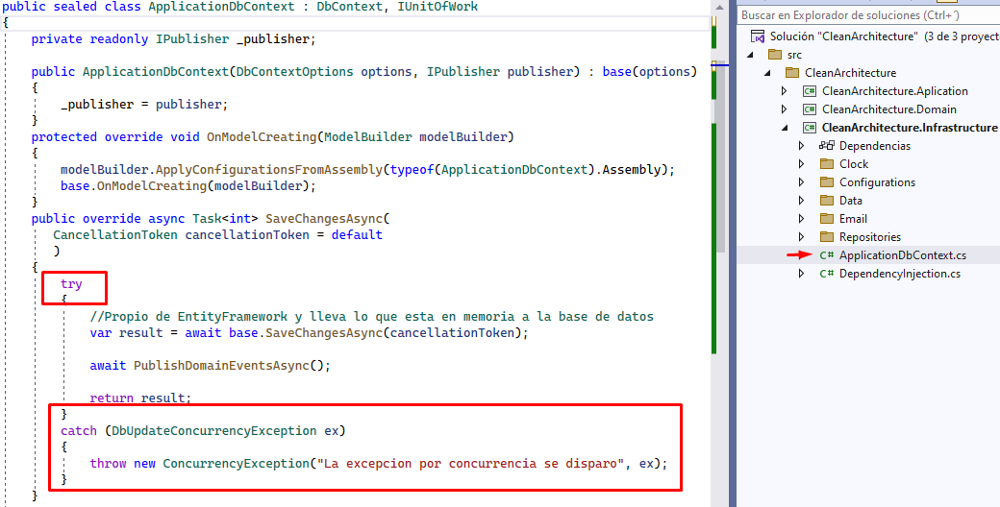 public sealed class ApplicationDbContext : DbContext, IUnitOfWork
{
private readonly IPublisher _publisher;
public ApplicationDbContext(DbContextOptions options, IPublisher publisher) : base(options)
{
_publisher = publisher;
}
protected override void OnModelCreating(ModelBuilder modelBuilder)
{
modelBuilder.ApplyConfigurationsFromAssembly(typeof(ApplicationDbContext).Assembly);
base.OnModelCreating(modelBuilder);
}
public override async Task<int> SaveChangesAsync(
CancellationToken cancellationToken = default
)
{
try
{
//Propio de EntityFramework y lleva lo que esta en memoria a la base de datos
var result = await base.SaveChangesAsync(cancellationToken);
await PublishDomainEventsAsync();
return result;
}
catch (DbUpdateConcurrencyException ex)
{
throw new ConcurrencyException("La excepcion por concurrencia se disparo", ex);
}
}
Buscar en Explorador de soluciones (Ctrl+´)
Solución "CleanArchitecture" (3 de 3 proyect
src
CleanArchitecture
C# CleanArchitecture.Aplication
C# CleanArchitecture.Domain
C# CleanArchitecture.Infrastructure
Dependencias
Clock
Configurations
Data
Email
Repositories
C# ApplicationDbContext.cs
C# DependencyInjection.cs